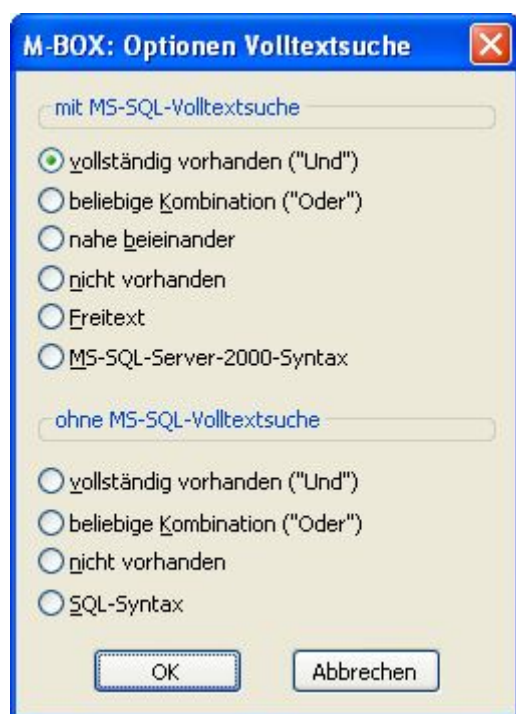 M-BOX: Optionen Volltextsuche
mit MS-SQL-Volltextsuche
vollständig vorhanden ("Und")
beliebige Kombination ("Oder")
nahe beieinander
nicht vorhanden
Freitext
MS-SQL-Server-2000-Syntax
ohne MS-SQL-Volltextsuche
vollständig vorhanden ("Und")
beliebige Kombination ("Oder")
nicht vorhanden
SQL-Syntax
OK Abbrechen